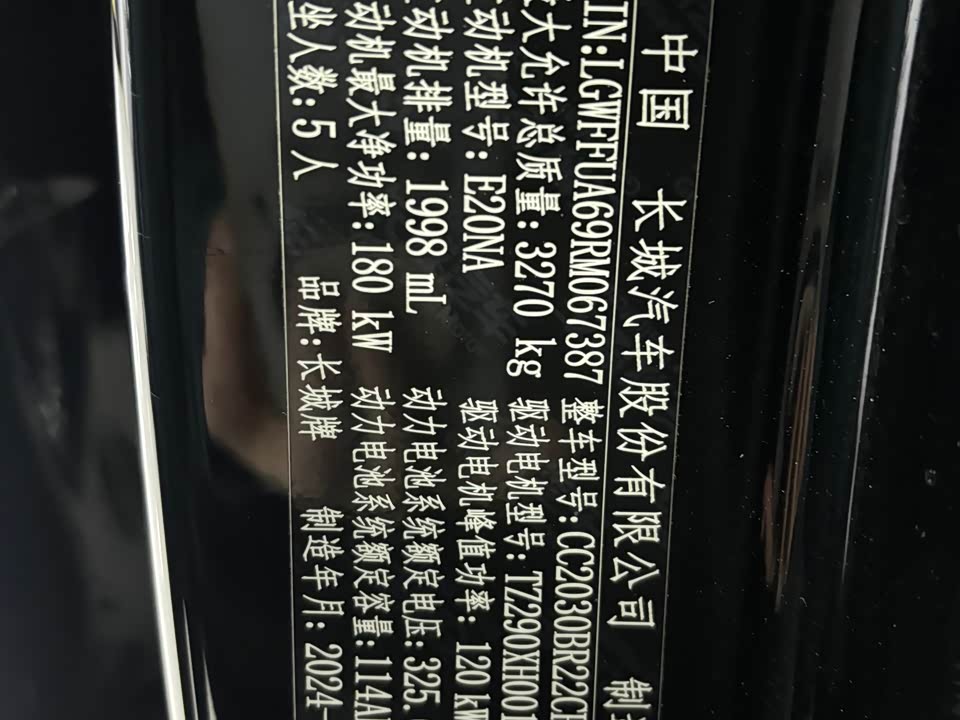 中国 长城汽车股份有限公司 制造
IN:LGWFFUA69RM067387 整车型号:CC2030BR22CH
最大允许总质量:3270 kg 驱动电机型号:TZ290XH001
动机型号:E20NA 驱动电机峰值功率:120 kW
动机排量:1998 mL 动力电池系统额定电压:325.
动机最大净功率:180 kW 动力电池系统额定容量:114A
坐人数:5人 品牌:长城牌 制造年月:2024-